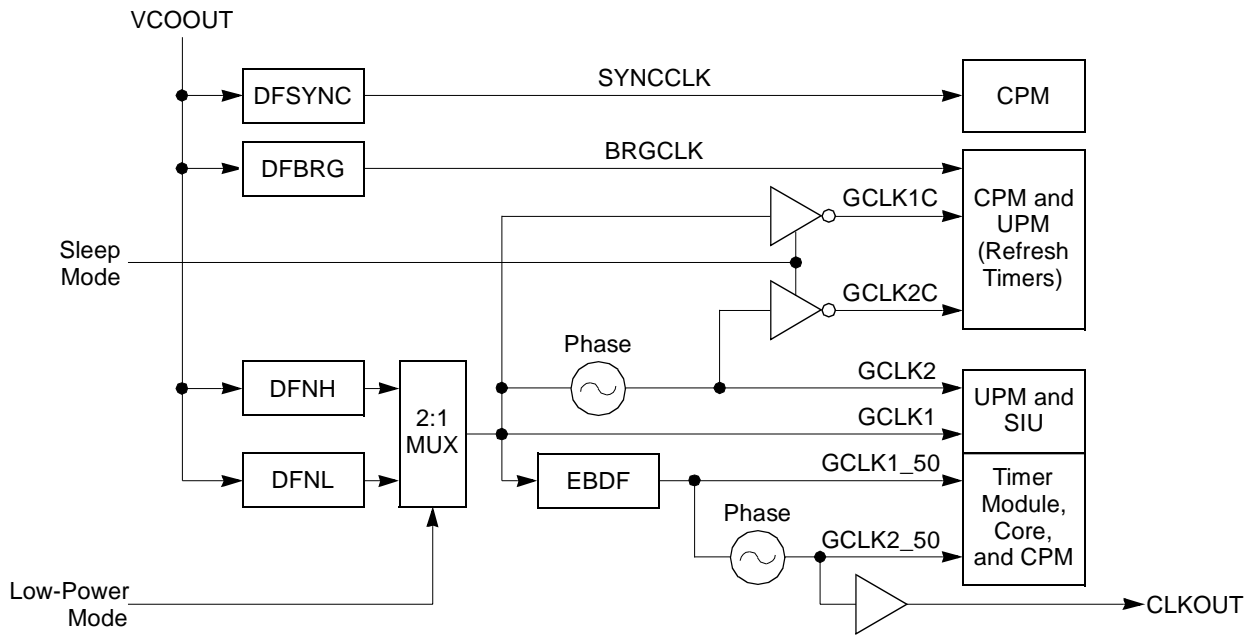 VCOOUT
DFSYNC
SYNCCLK
CPM
DFBRG
BRGCLK
CPM and
UPM
(Refresh
Timers)
GCLK1C
Sleep
Mode
GCLK2C
Phase
DFNH
2:1
MUX
GCLK2
UPM and
SIU
GCLK1
DFNL
EBDF
GCLK1_50
Timer
Module,
Core,
and CPM
Phase
GCLK2_50
Low-Power
Mode
CLKOUT